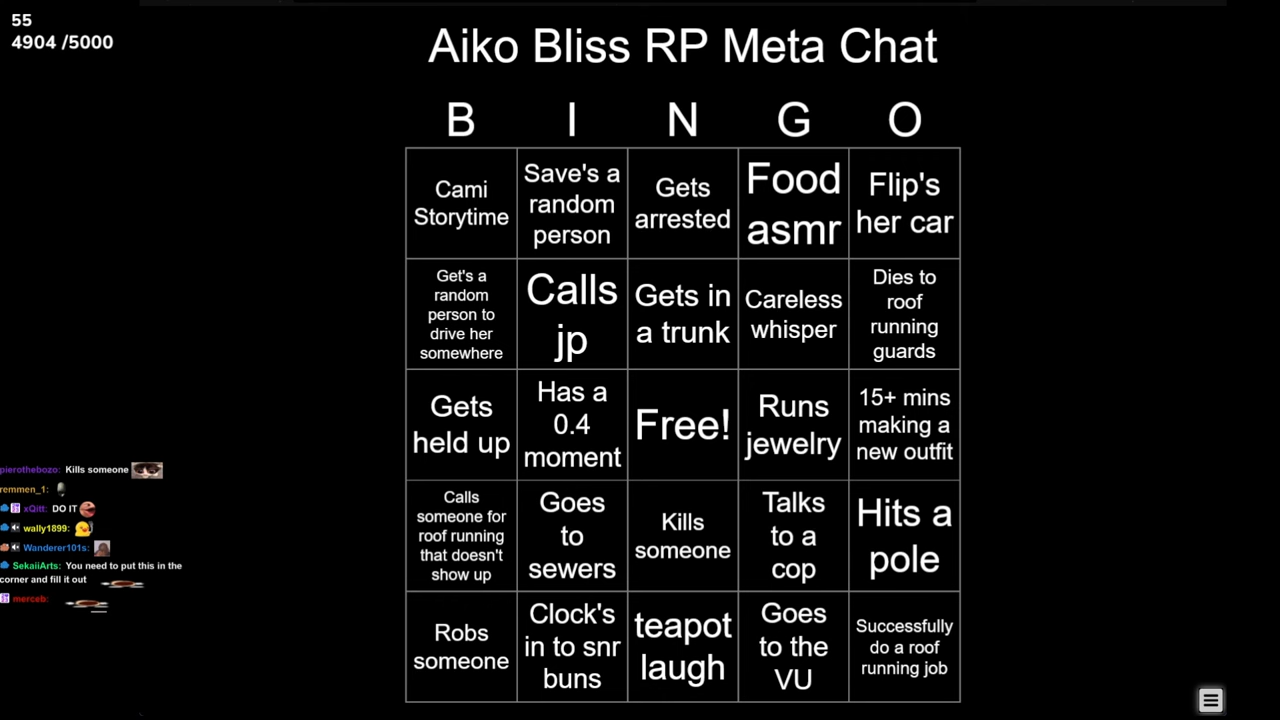 55
4904 /5000
Aiko Bliss RP Meta Chat
B I N G O
Cami
Storytime
Save's a
random
person
Gets
arrested
Food
asmr
Flip's
her car
Get's a
random
person to
drive her
somewhere
Calls
jp
Gets in
a trunk
Careless
whisper
Dies to
roof
running
guards
Gets
held up
Has a
0.4
moment
Free!
Runs
jewelry
15+ mins
making a
new outfit
Calls
someone for
roof running
that doesn't
show up
Goes
to
sewers
Kills
someone
Talks
to a
cop
Hits a
pole
Robs
someone
Clock's
in to snr
buns
teapot
laugh
Goes
to the
VU
Successfully
do a roof
running job
pierothebozo: Kills someone
remmen_1:
xQitt: DO IT
wally1899:
Wanderer101s:
SekaiiArts: You need to put this in the
corner and fill it out
merceb: